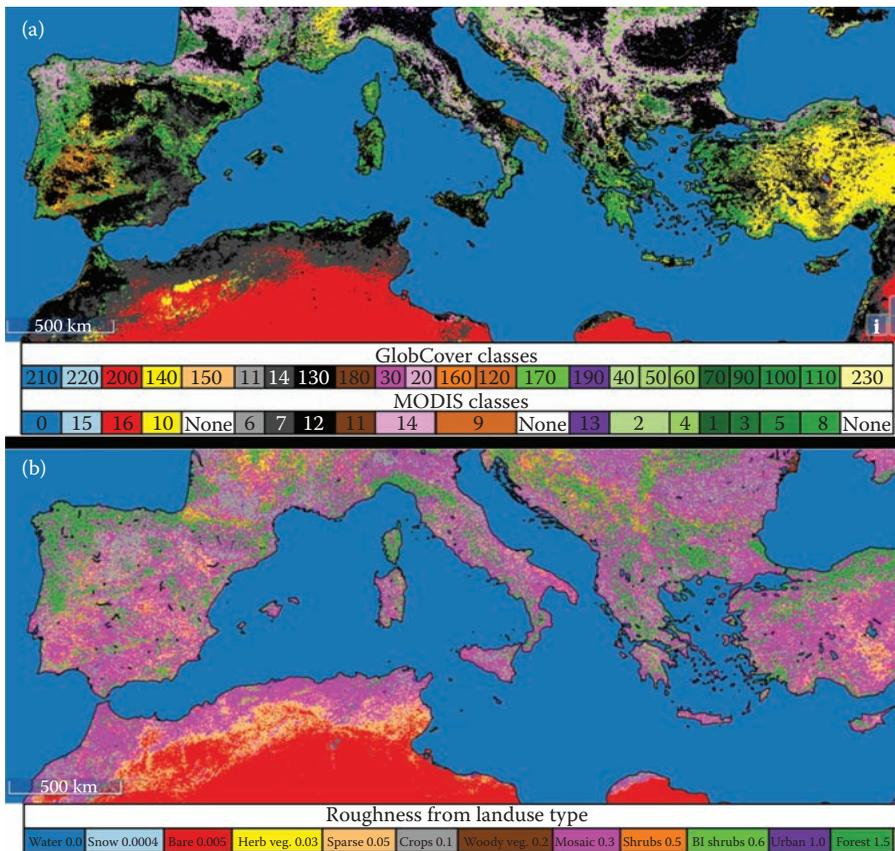 (a)
500 km
i
GlobCover classes
210 220 200 140 150 11 14 130 180 30 20 160 120 170 190 40 50 60 70 90 100 110 230
MODIS classes
0 15 16 10 None 6 7 12 11 14 9 None 13 2 4 1 3 5 8 None
(b)
500 km
Roughness from landuse type
Water 0.0 Snow 0.0004 Bare 0.005 Herb veg. 0.03 Sparse 0.05 Crops 0.1 Woody veg. 0.2 Mosaic 0.3 Shrubs 0.5 BI shrubs 0.6 Urban 1.0 Forest 1.5